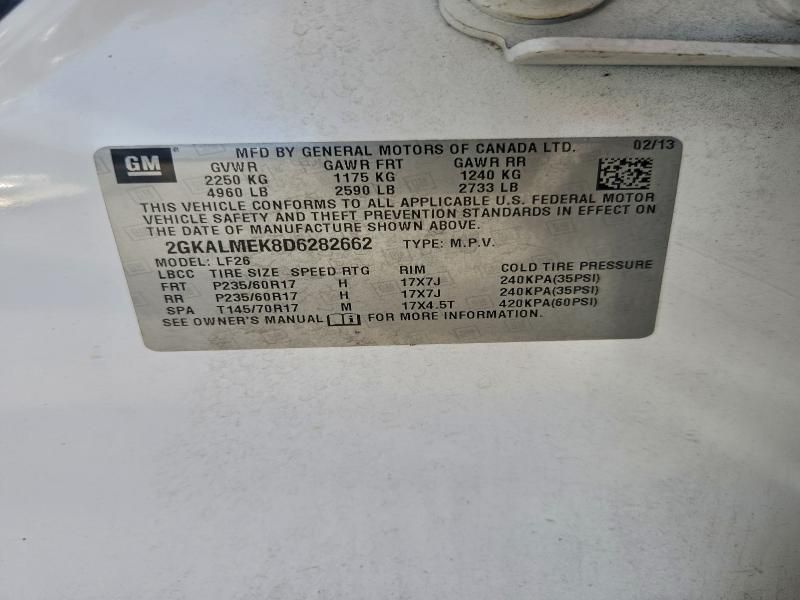 GM
MFD BY GENERAL MOTORS OF CANADA LTD. 02/13
GVWR GAWR FRT GAWR RR
2250 KG 1175 KG 1240 KG
4960 LB 2590 LB 2733 LB
THIS VEHICLE CONFORMS TO ALL APPLICABLE U.S. FEDERAL MOTOR
VEHICLE SAFETY AND THEFT PREVENTION STANDARDS IN EFFECT ON
THE DATE OF MANUFACTURE SHOWN ABOVE.
2GKALMEK8D6282662 TYPE: M.P.V.
MODEL: LF26
LBCC TIRE SIZE SPEED RTG RIM COLD TIRE PRESSURE
FRT P235/60R17 H 17X7J 240KPA(35PSI)
RR P235/60R17 H 17X7J 240KPA(35PSI)
SPA T145/70R17 M 17X4.5T 420KPA(60PSI)
SEE OWNER'S MANUAL FOR MORE INFORMATION.